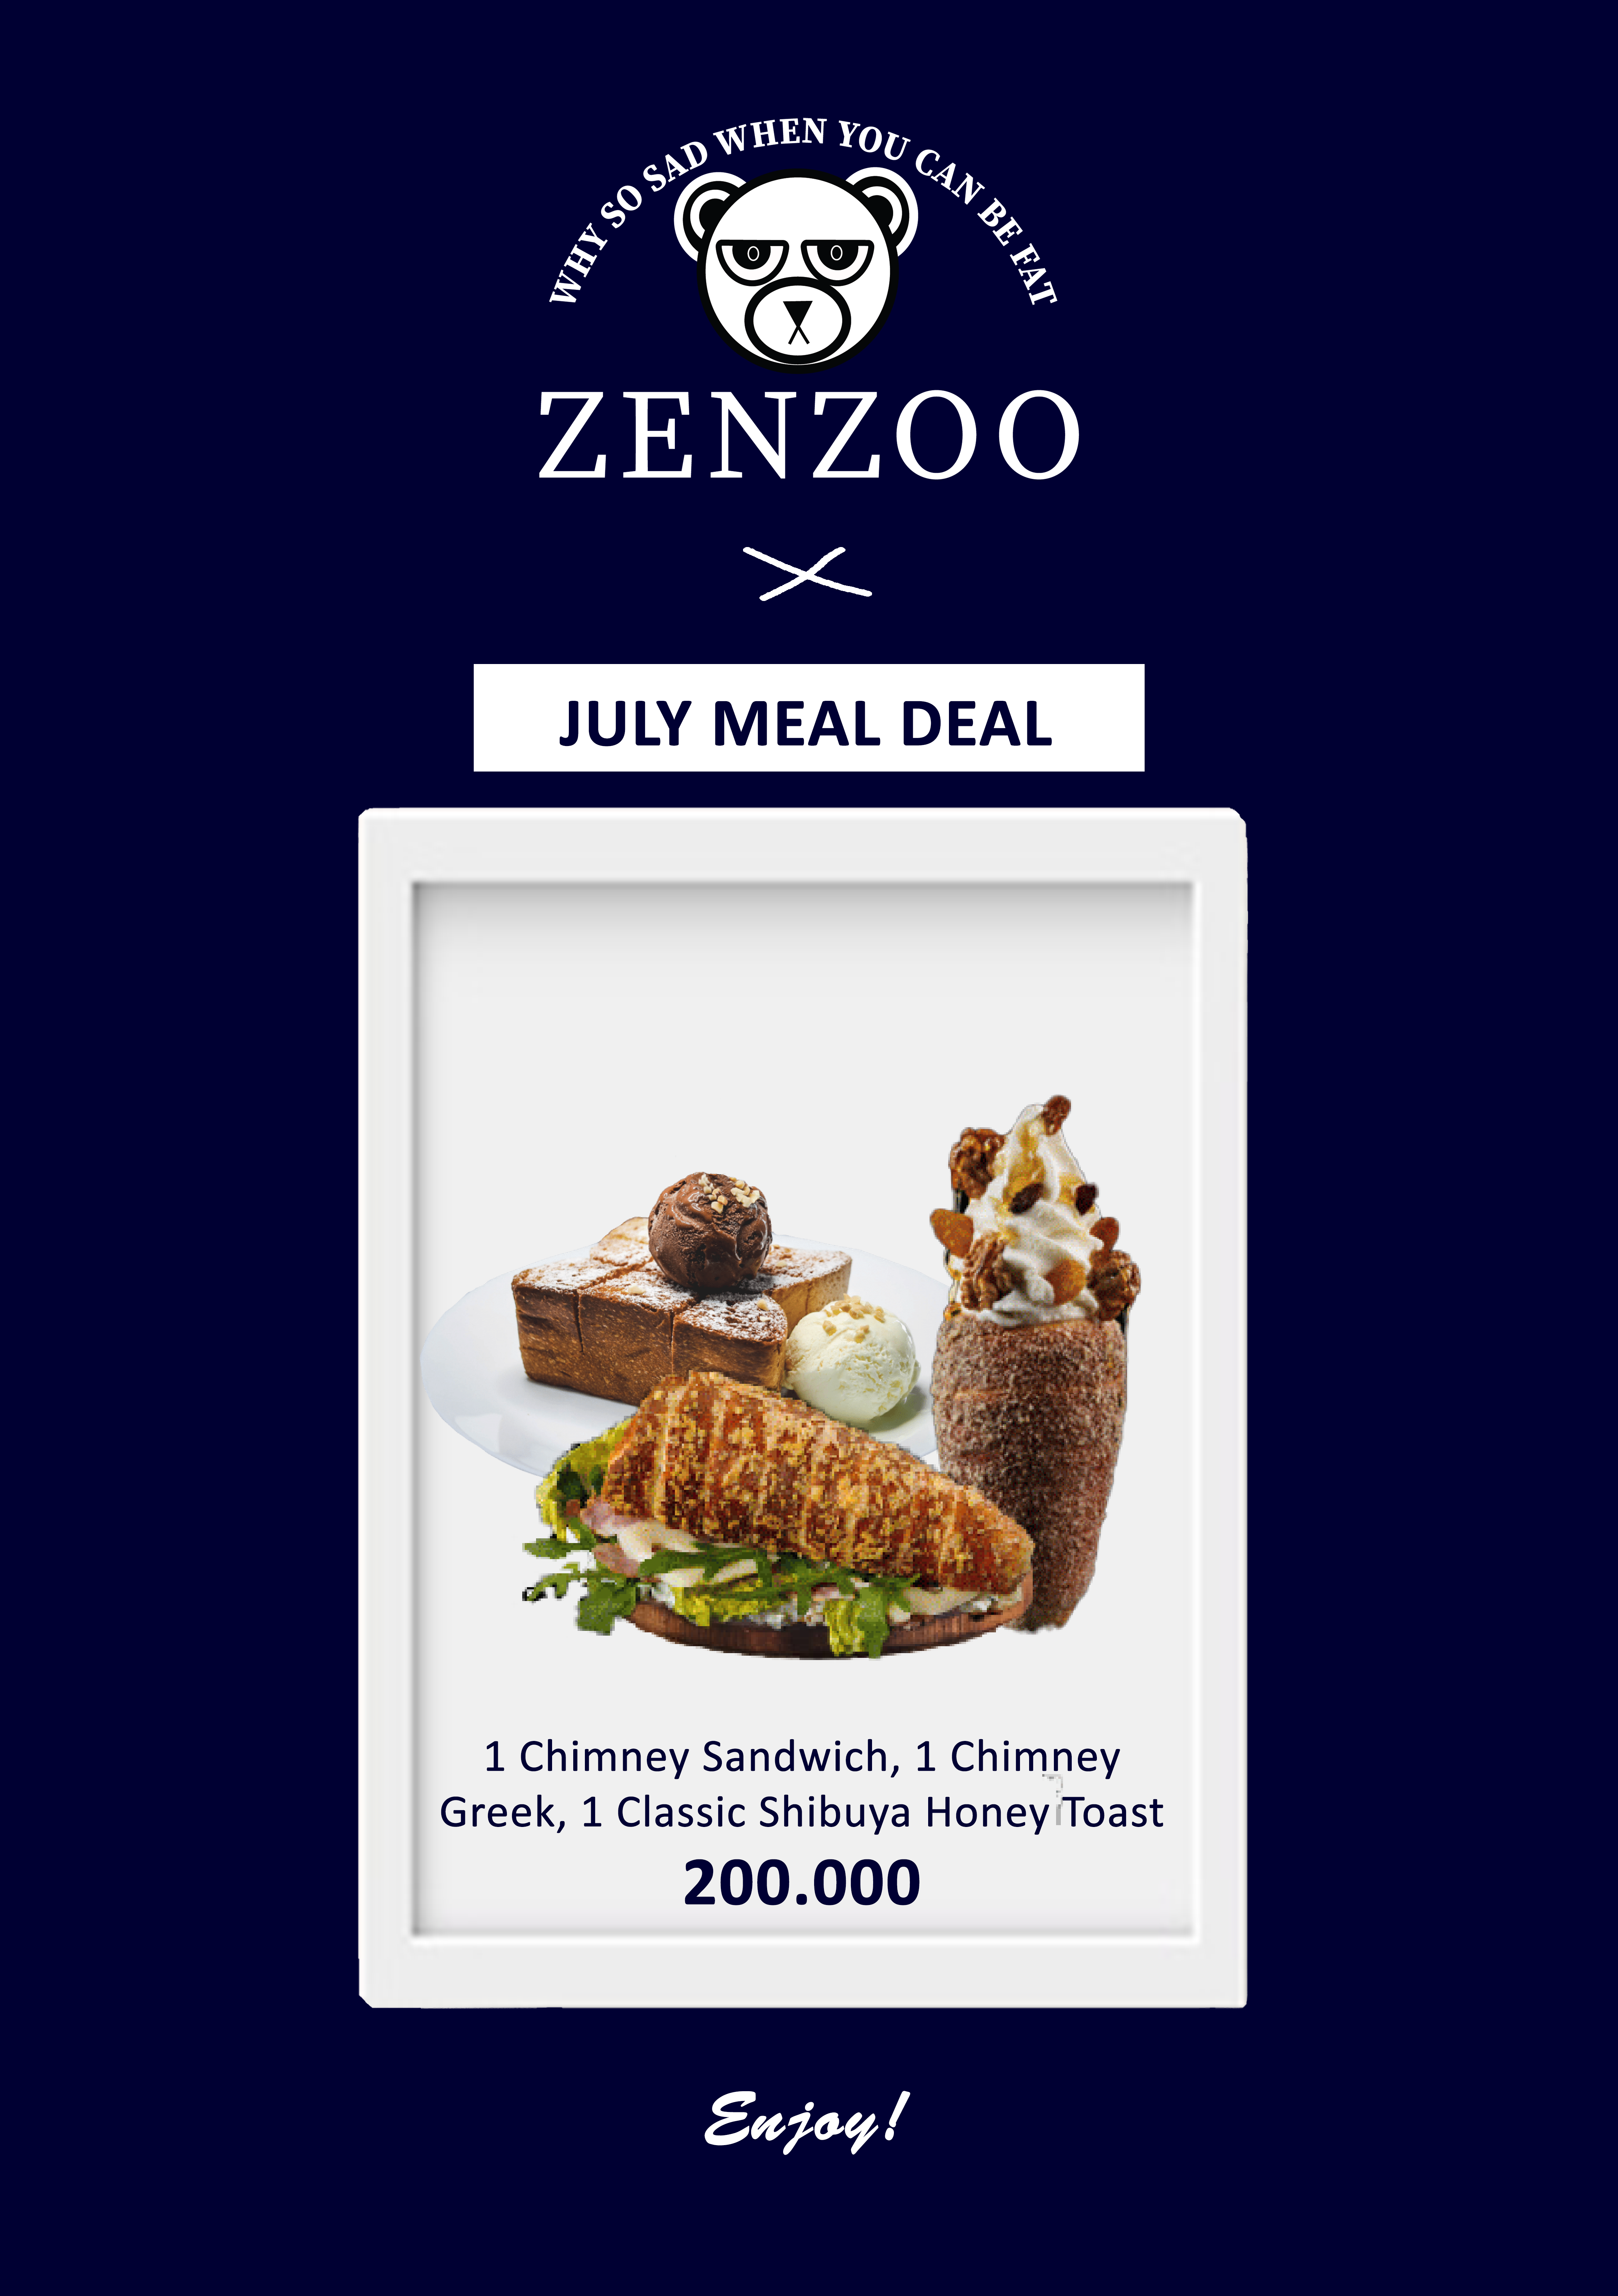 WHY SO SAD WHEN YOU CAN BE FAT
ZENZOO
JULY MEAL DEAL
1 Chimney Sandwich, 1 Chimney
Greek, 1 Classic Shibuya Honey Toast
200.000
Enjoy!